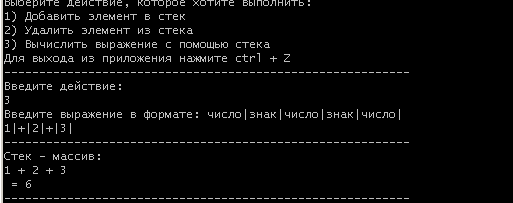 Выберете действие, которое хотите выполнить:
1) Добавить элемент в стек
2) Удалить элемент из стека
3) Вычислить выражение с помощью стека
Для выхода из приложения нажмите ctrl + Z
----------------------------------------------------------
Введите действие:
3
Введите выражение в формате: число|знак|число|знак|число|
1|+|2|+|3|
----------------------------------------------------------
Стек - массив:
1 + 2 + 3
 = 6
----------------------------------------------------------